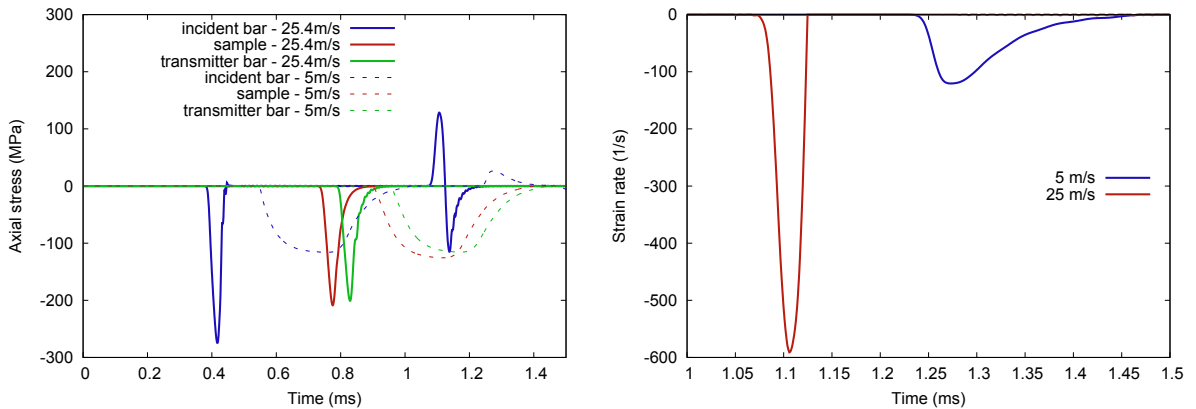 incident bar - 25.4m/s
sample - 25.4m/s
transmitter bar - 25.4m/s
incident bar - 5m/s
sample - 5m/s
transmitter bar - 5m/s
300
200
100
0
-100
-200
-300
Axial stress (MPa)
0 0.2 0.4 0.6 0.8 1 1.2 1.4
Time (ms)
5 m/s
25 m/s
0
-100
-200
-300
-400
-500
-600
Strain rate (1/s)
1 1.05 1.1 1.15 1.2 1.25 1.3 1.35 1.4 1.45 1.5
Time (ms)